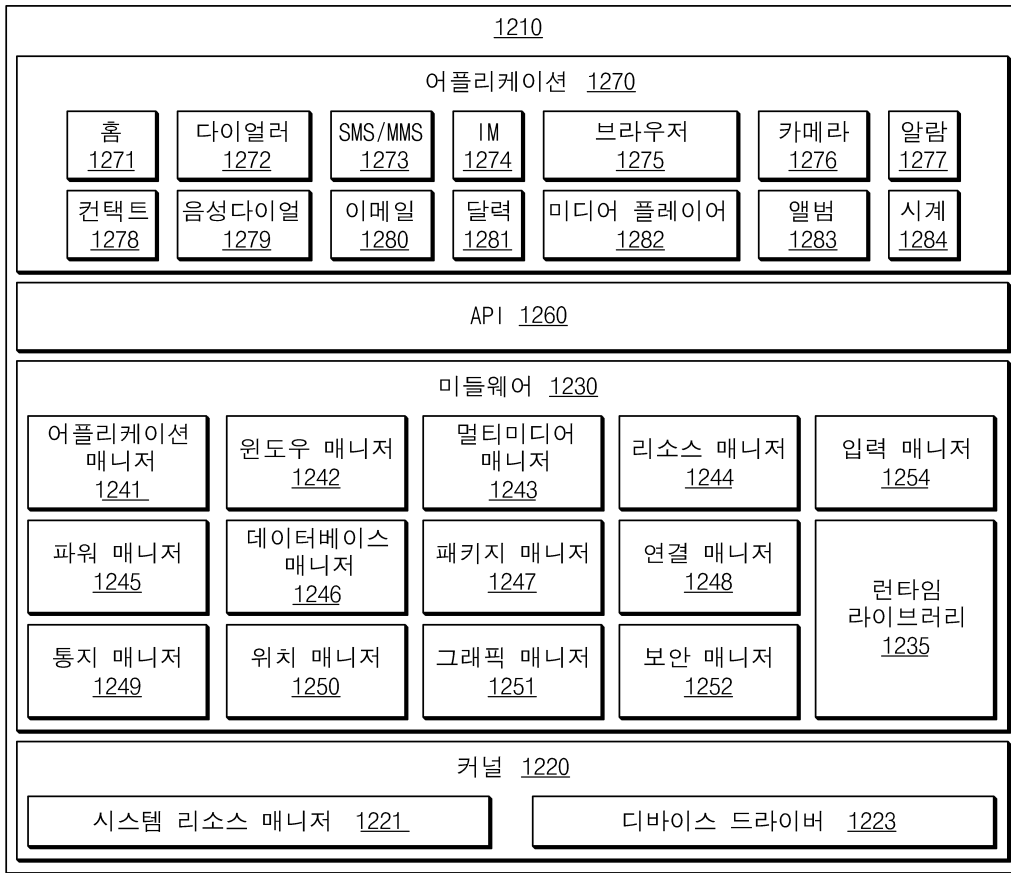 1210
어플리케이션 1270
홈
1271
다이얼러
1272
SMS/MMS
1273
IM
1274
브라우저
1275
카메라
1276
알람
1277
컨택트
1278
음성다이얼
1279
이메일
1280
달력
1281
미디어 플레이어
1282
앨범
1283
시계
1284
API 1260
미들웨어 1230
어플리케이션
매니저
1241
윈도우 매니저
1242
멀티미디어
매니저
1243
리소스 매니저
1244
입력 매니저
1254
파워 매니저
1245
데이터베이스
매니저
1246
패키지 매니저
1247
연결 매니저
1248
런타임
라이브러리
1235
통지 매니저
1249
위치 매니저
1250
그래픽 매니저
1251
보안 매니저
1252
커널 1220
시스템 리소스 매니저 1221
디바이스 드라이버 1223